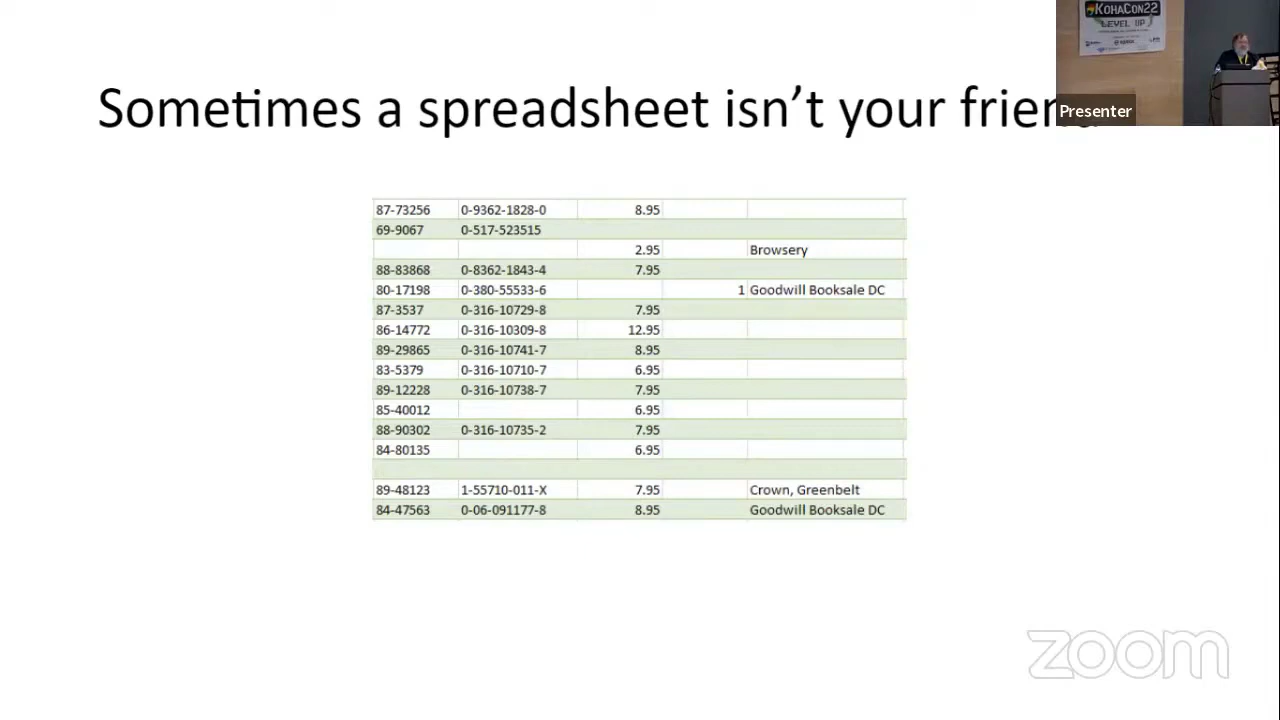 KOHACON22
LEVEL UP
Presenter
Sometimes a spreadsheet isn't your frien
87-73256 0-9362-1828-0 8.95
69-9067 0-517-523515
2.95 Browsery
88-83868 0-8362-1843-4 7.95
80-17198 0-380-55533-6 1 Goodwill Booksale DC
87-3537 0-316-10729-8 7.95
86-14772 0-316-10309-8 12.95
89-29865 0-316-10741-7 8.95
83-5379 0-316-10710-7 6.95
89-12228 0-316-10738-7 7.95
85-40012 6.95
88-90302 0-316-10735-2 7.95
84-80135 6.95
89-48123 1-55710-011-X 7.95 Crown, Greenbelt
84-47563 0-06-091177-8 8.95 Goodwill Booksale DC
zoom